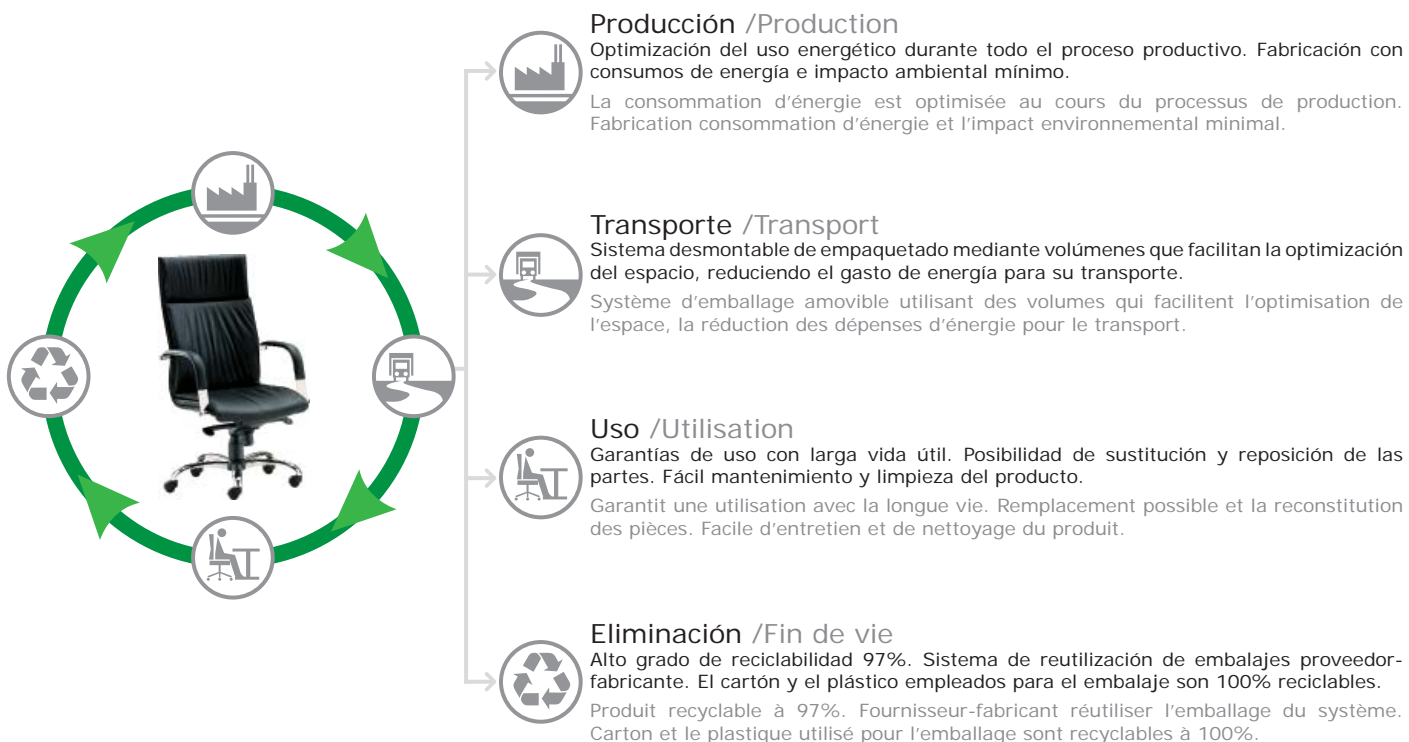 Producción /Production
Optimización del uso energético durante todo el proceso productivo. Fabricación con
consumos de energía e impacto ambiental mínimo.
La consommation d'énergie est optimisée au cours du processus de production.
Fabrication consommation d'énergie et l'impact environnemental minimal.
Transporte /Transport
Sistema desmontable de empaquetado mediante volúmenes que facilitan la optimización
del espacio, reduciendo el gasto de energía para su transporte.
Système d'emballage amovible utilisant des volumes qui facilitent l'optimisation de
l'espace, la réduction des dépenses d'énergie pour le transport.
Uso /Utilisation
Garantías de uso con larga vida útil. Posibilidad de sustitución y reposición de las
partes. Fácil mantenimiento y limpieza del producto.
Garantit une utilisation avec la longue vie. Remplacement possible et la reconstitution
des pièces. Facile d'entretien et de nettoyage du produit.
Eliminación /Fin de vie
Alto grado de reciclabilidad 97%. Sistema de reutilización de embalajes proveedor-
fabricante. El cartón y el plástico empleados para el embalaje son 100% reciclables.
Produit recyclable à 97%. Fournisseur-fabricant réutiliser l'emballage du système.
Carton et le plastique utilisé pour l'emballage sont recyclables à 100%.